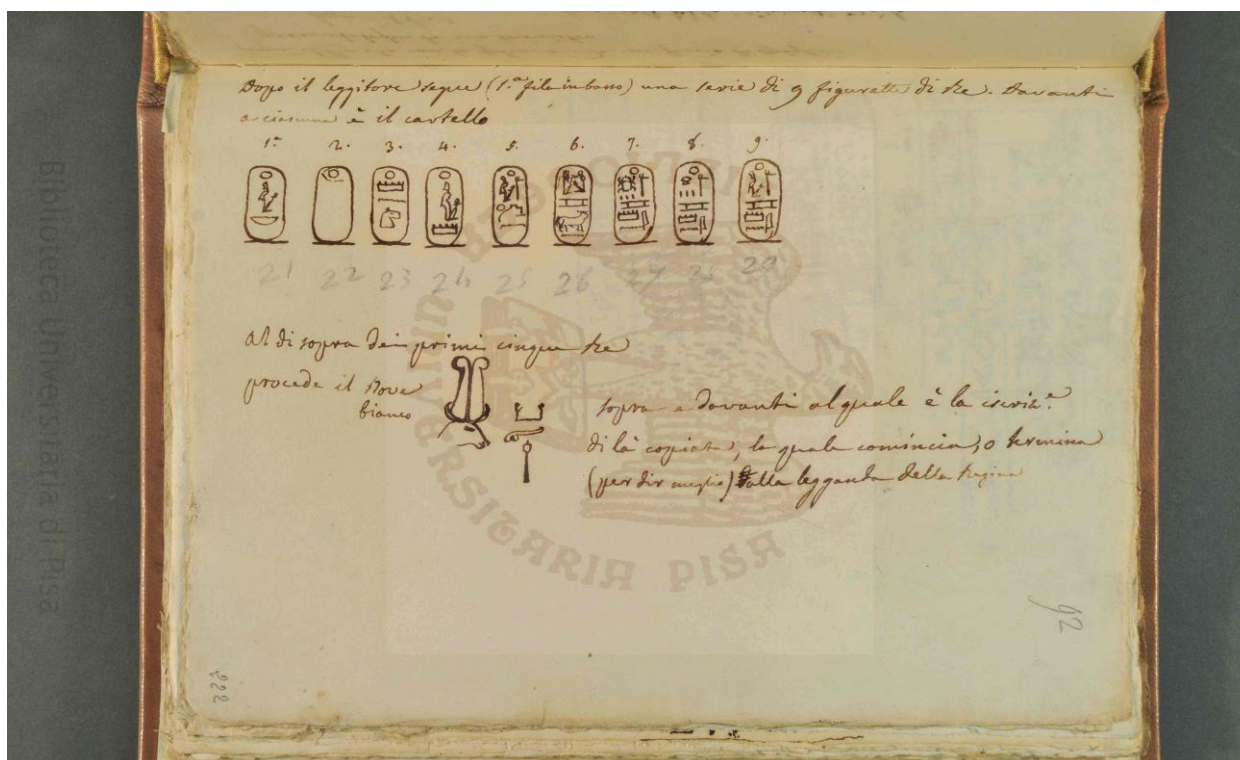 Dopo il leggitore segue (1.ª fila in basso) una serie di 9 figurette di Re. Davanti
a ciascuna è il cartello
1.º 2. 3. 4. 5. 6. 7. 8. 9.
21 22 23 24 25 26 27 28 29
Al di sopra dei primi cinque Re
procede il Bove
bianco
sopra e davanti al quale è la iscriz.ª
di là copiata, la quale comincia, o termina
(per dir meglio) dalla leggenda della Regina
92
222
Biblioteca Universitaria di Pisa
ERSITARIA PISA